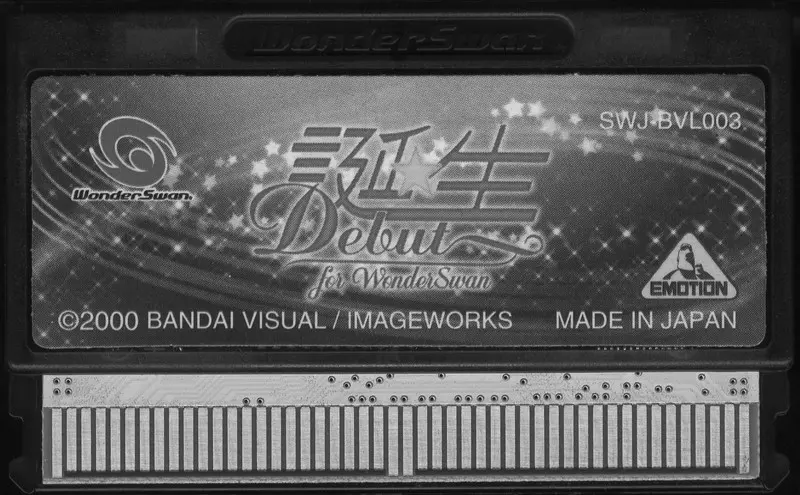 WonderSwan
SWJ-BVL003
WonderSwan
誕生
Debut
for WonderSwan
EMOTION
©2000 BANDAI VISUAL / IMAGEWORKS MADE IN JAPAN